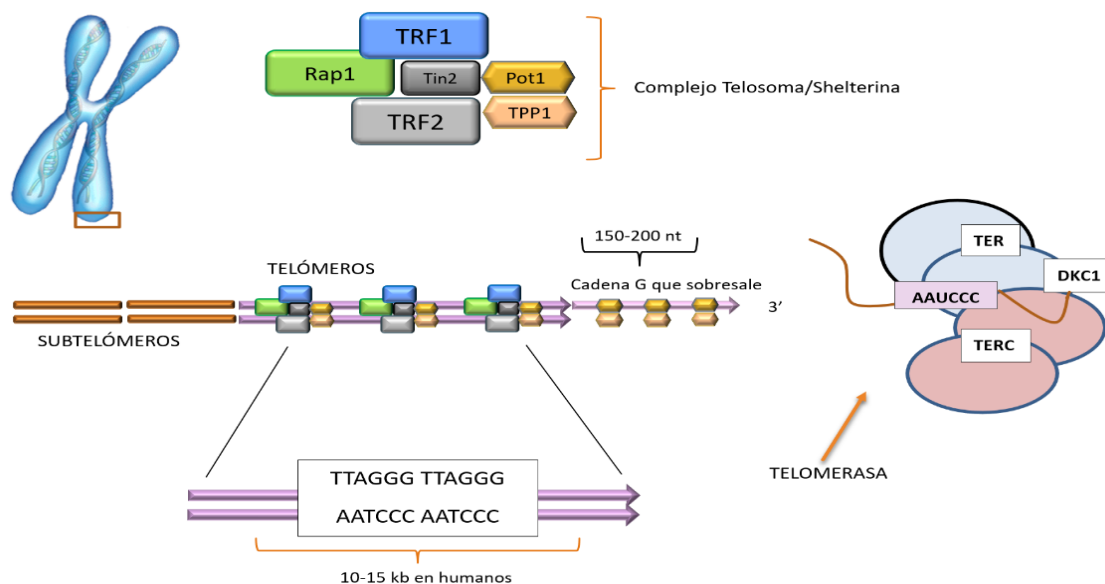 TRF1
Rap1
Tin2
Pot1
TRF2
TPP1
Complejo Telosoma/Shelterina
150-200 nt
TELÓMEROS
Cadena G que sobresale
3’
SUBTELÓMEROS
TER
DKC1
AAUCCC
TERC
TELOMERASA
TTAGGG TTAGGG
AATCCC AATCCC
10-15 kb en humanos